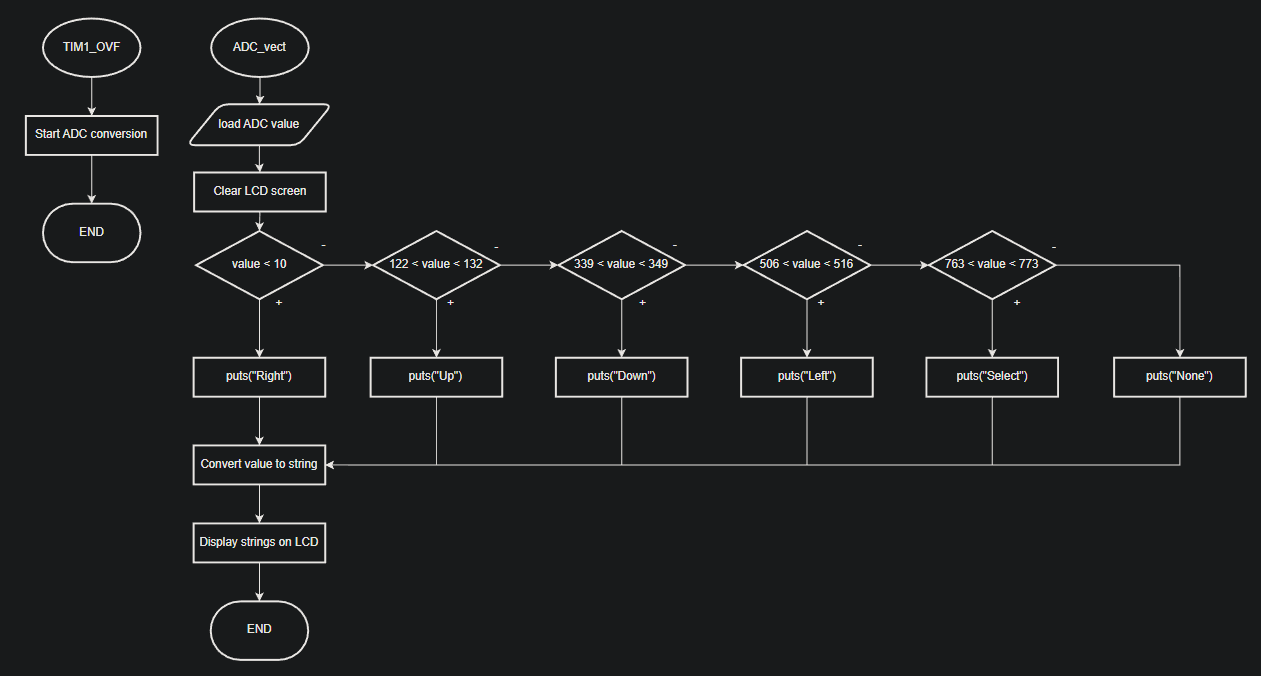 TIM1_OVF
Start ADC conversion
END
ADC_vect
load ADC value
Clear LCD screen
value < 10
-
+
122 < value < 132
-
+
339 < value < 349
-
+
506 < value < 516
-
+
763 < value < 773
-
+
puts("Right")
puts("Up")
puts("Down")
puts("Left")
puts("Select")
puts("None")
Convert value to string
Display strings on LCD
END